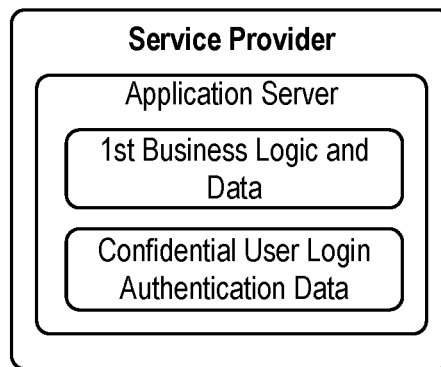 Service Provider
Application Server
1st Business Logic and
Data
Confidential User Login
Authentication Data